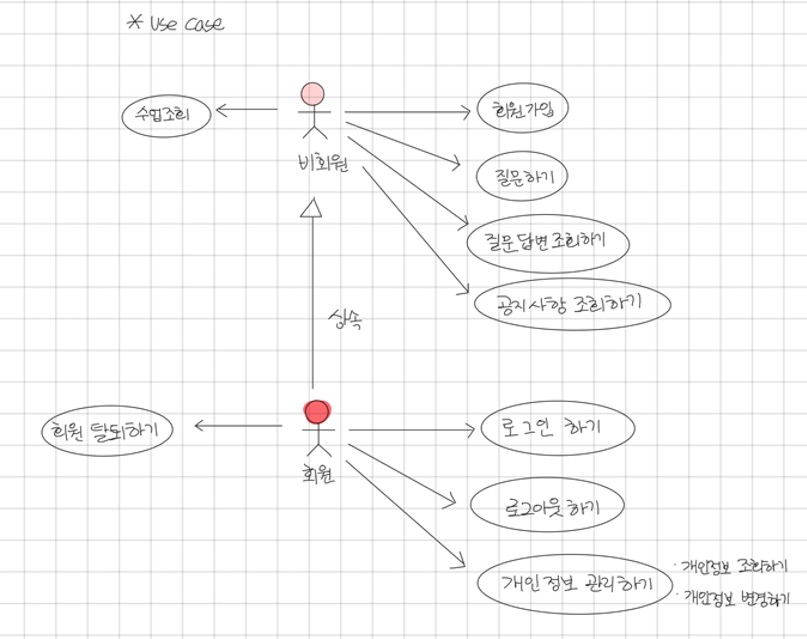 * use case
수업조회
회원가입
비회원
질문하기
질문답변조회하기
공지사항 조회하기
상속
회원 탈퇴하기
로그인 하기
회원
로그아웃하기
개인정보 관리하기
· 개인정보 조회하기
· 개인정보 변경하기